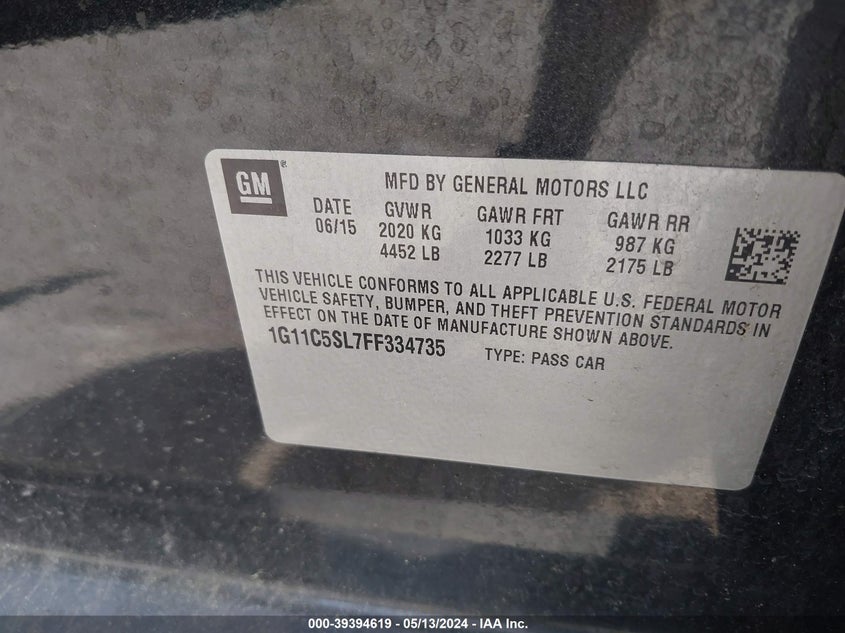 GM®
MFD BY GENERAL MOTORS LLC
DATE GVWR GAWR FRT GAWR RR
06/15 2020 KG 1033 KG 987 KG
4452 LB 2277 LB 2175 LB
THIS VEHICLE CONFORMS TO ALL APPLICABLE U.S. FEDERAL MOTOR
VEHICLE SAFETY, BUMPER, AND THEFT PREVENTION STANDARDS IN
EFFECT ON THE DATE OF MANUFACTURE SHOWN ABOVE.
1G11C5SL7FF334735 TYPE: PASS CAR
000-39394619 - 05/13/2024 - IAA Inc.